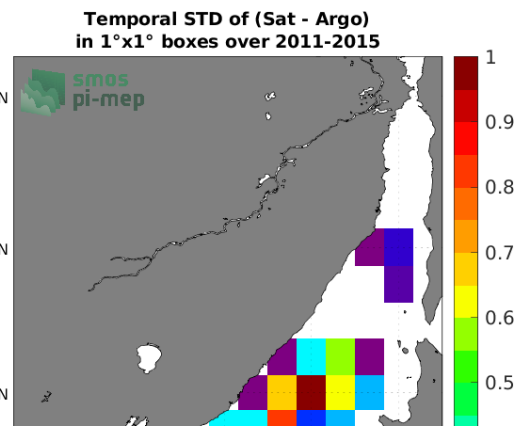 Temporal STD of (Sat - Argo)
in 1°x1° boxes over 2011-2015
smos
pi-mep
N
N
N
1
0.9
0.8
0.7
0.6
0.5